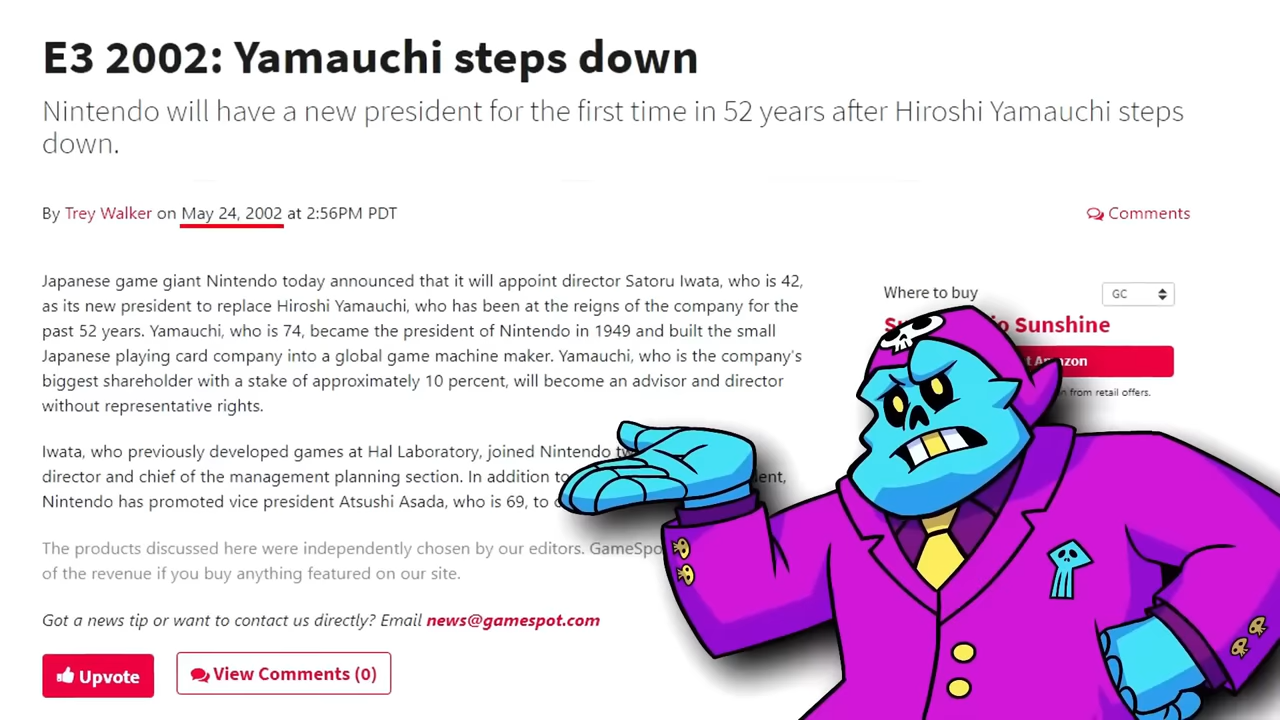 E3 2002: Yamauchi steps down
Nintendo will have a new president for the first time in 52 years after Hiroshi Yamauchi steps
down.
By Trey Walker on May 24, 2002 at 2:56PM PDT
Comments
Japanese game giant Nintendo today announced that it will appoint director Satoru Iwata, who is 42,
as its new president to replace Hiroshi Yamauchi, who has been at the reigns of the company for the
past 52 years. Yamauchi, who is 74, became the president of Nintendo in 1949 and built the small
Japanese playing card company into a global game machine maker. Yamauchi, who is the company's
biggest shareholder with a stake of approximately 10 percent, will become an advisor and director
without representative rights.
Where to buy
GC
Sunshine
from retail offers.
Iwata, who previously developed games at Hal Laboratory, joined Nintendo
director and chief of the management planning section. In addition to
Nintendo has promoted vice president Atsushi Asada, who is 69, to
The products discussed here were independently chosen by our editors.
of the revenue if you buy anything featured on our site.
Got a news tip or want to contact us directly? Email news@gamespot.com
Upvote
View Comments (0)